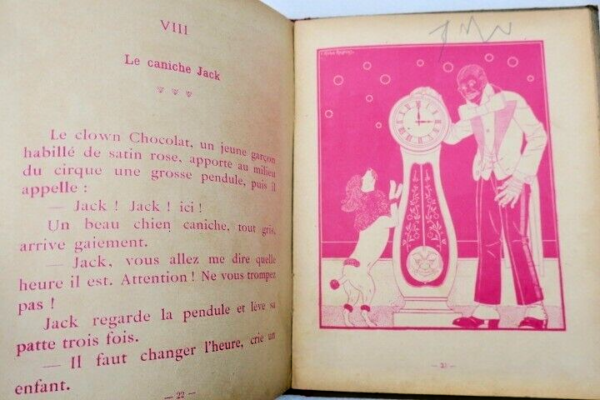 VIII
Le caniche Jack
Le clown Chocolat, un jeune garçon
habillé de satin rose, apporte au milieu
du cirque une grosse pendule, puis il
appelle :
— Jack ! Jack ! ici !
Un beau chien caniche, tout gris,
arrive gaiement.
— Jack, vous allez me dire quelle
heure il est. Attention ! Ne vous trompez
pas !
Jack regarde la pendule et lève sa
patte trois fois.
— Il faut changer l'heure, crie un
enfant.
— 22 —